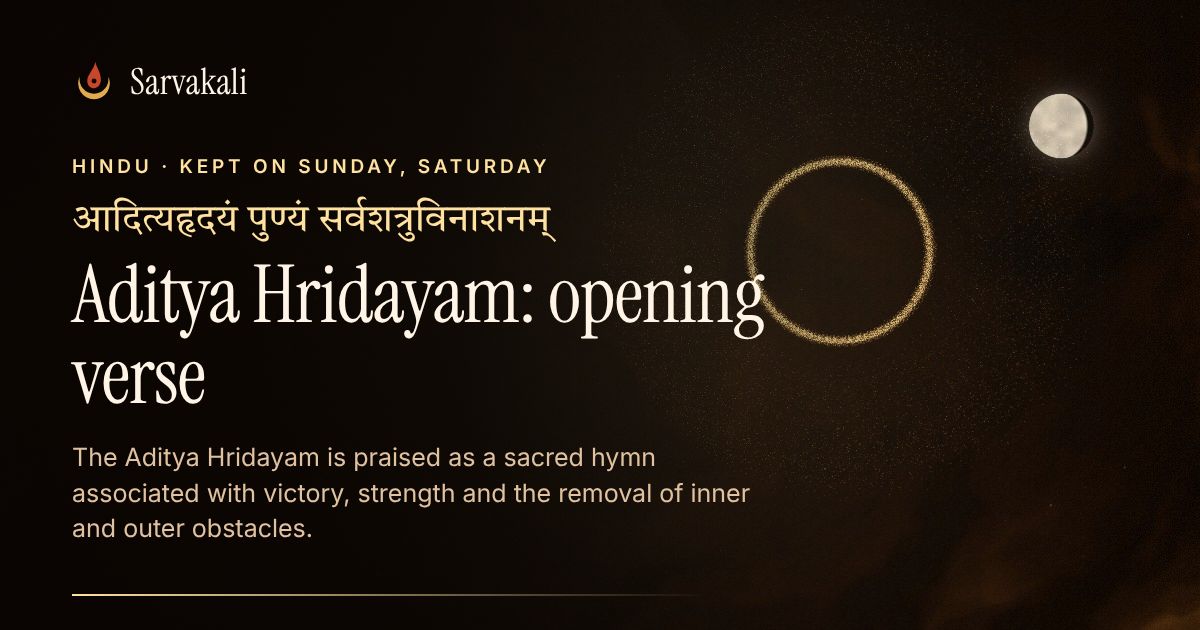 Sarvakali
HINDU · KEPT ON SUNDAY, SATURDAY
आदित्यहृदयं पुण्यं सर्वशत्रुविनाशनम्
Aditya Hridayam: opening
verse
The Aditya Hridayam is praised as a sacred hymn
associated with victory, strength and the removal of inner
and outer obstacles.